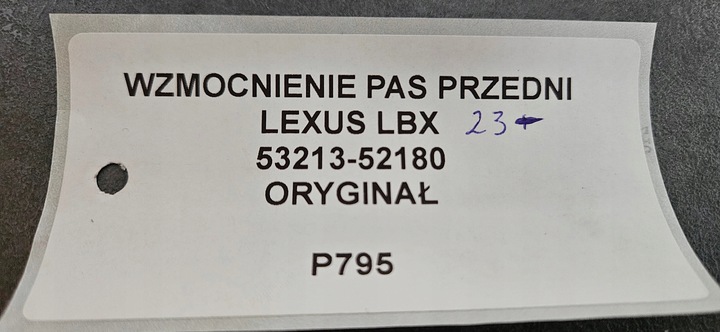 WZMOCNIENIE PAS PRZEDNI
LEXUS LBX 23-
53213-52180
ORYGINAŁ
P795